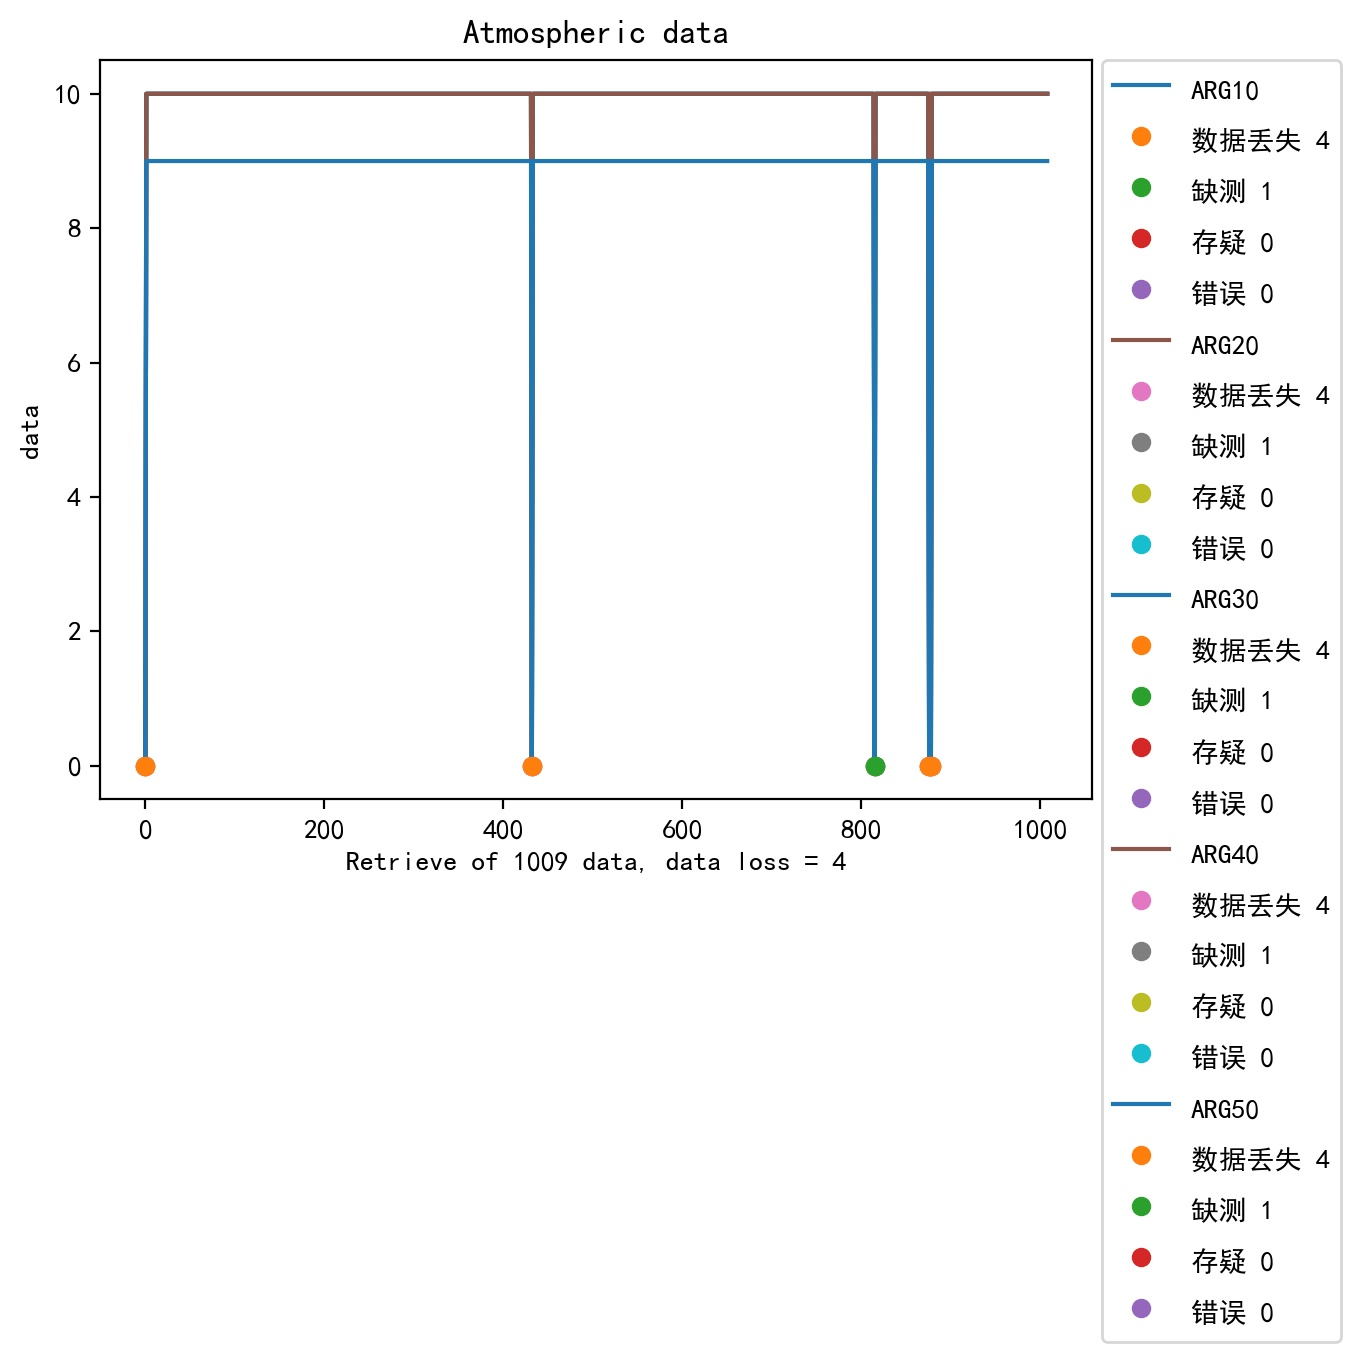 Atmospheric data
10
8
6
4
2
0
data
0 200 400 600 800 1000
Retrieve of 1009 data, data loss = 4
ARG10
数据丢失 4
缺测 1
存疑 0
错误 0
ARG20
数据丢失 4
缺测 1
存疑 0
错误 0
ARG30
数据丢失 4
缺测 1
存疑 0
错误 0
ARG40
数据丢失 4
缺测 1
存疑 0
错误 0
ARG50
数据丢失 4
缺测 1
存疑 0
错误 0